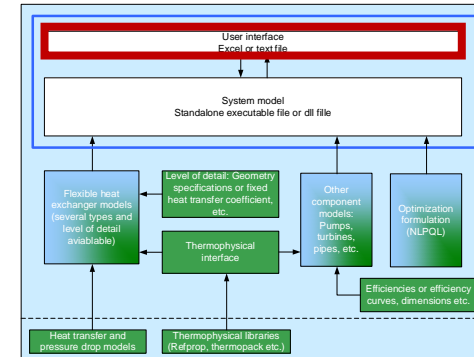 User interface
Excel or text file
System model
Standalone executable file or dll fille
Flexible heat
exchanger models
(several types and
level of detail
aviablable)
Level of detail: Geometry
specifications or fixed
heat transfer coefficient,
etc.
Thermophysical
interface
Other
component
models:
Pumps,
turbines,
pipes, etc.
Optimization
formulation
(NLPQL)
Efficiencies or efficiency
curves, dimensions etc.
Heat transfer and
pressure drop models
Thermophysical libraries
(Refprop, thermopack etc.)